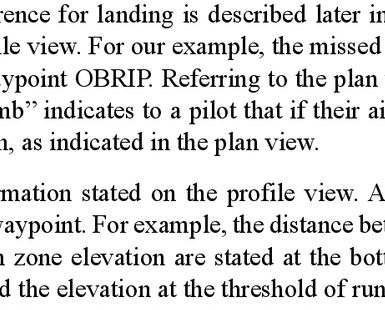 rence for landing is described later in
ile view. For our example, the missed
ypoint OBRIP. Referring to the plan
mb” indicates to a pilot that if their ai
n, as indicated in the plan view.
rmation stated on the profile view. A
waypoint. For example, the distance bet
n zone elevation are stated at the bott
d the elevation at the threshold of run